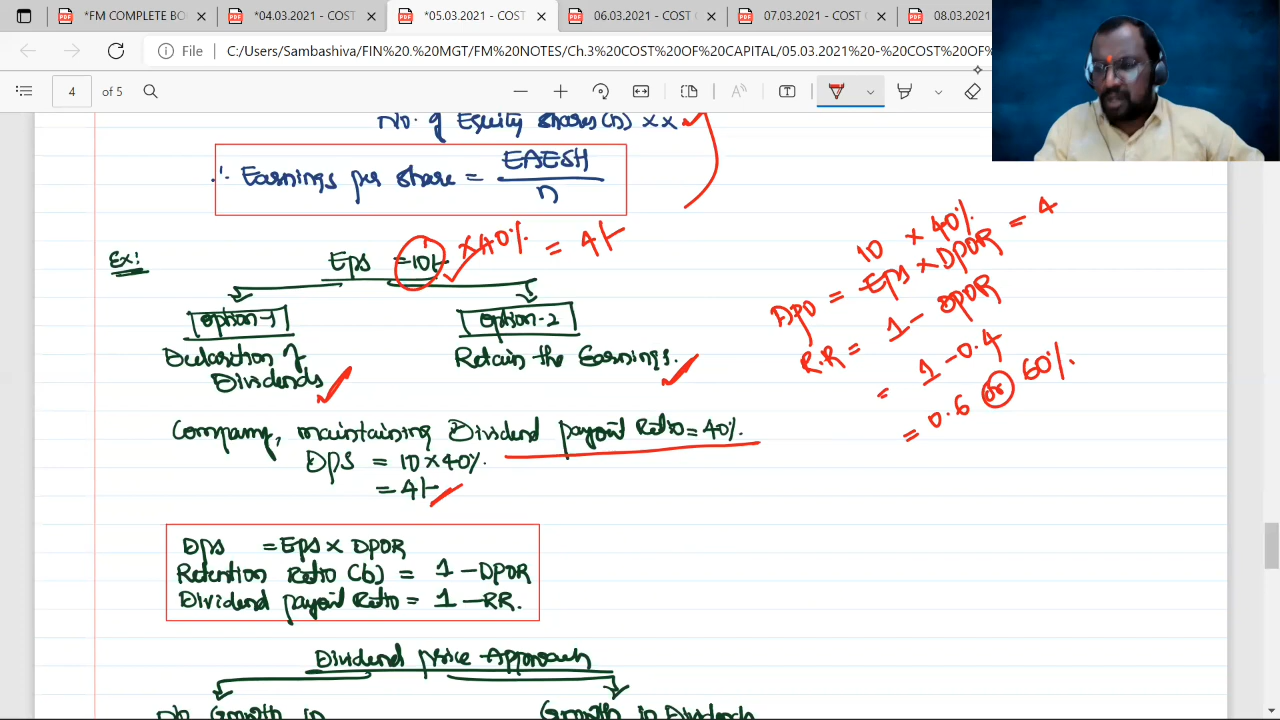 *FM COMPLETE BO
*04.03.2021 - COST
*05.03.2021 - COST
06.03.2021 - COST
07.03.2021 - COST
08.03.2021
File C:/Users/Sambashiva/FIN%20.%20MGT/FM%20NOTES/Ch.3%20COST%20OF%20CAPITAL/05.03.2021%20-%20COST%20OF%
4 of 5
No. of Equity Shares(n) xx
∴ Earnings per share = EAESH / n
Ex:
Eps = 10/- ×40% = 4/-
Option-1 Option-2
Declaration of Dividends
Retain the Earnings.
Company, maintaining Dividend payout Ratio = 40%.
DPS = 10×40%.
= 4/-
10 × 40%
DPO = EPS × DPOR = 4
R.R = 1 - DPOR
= 1 - 0.4
= 0.6 or 60%.
Dps = Eps × DPOR
Retention Ratio (b) = 1 - DPOR
Dividend payout Ratio = 1 - RR.
Dividend price Approach
No Growth in
Growth in Dividends